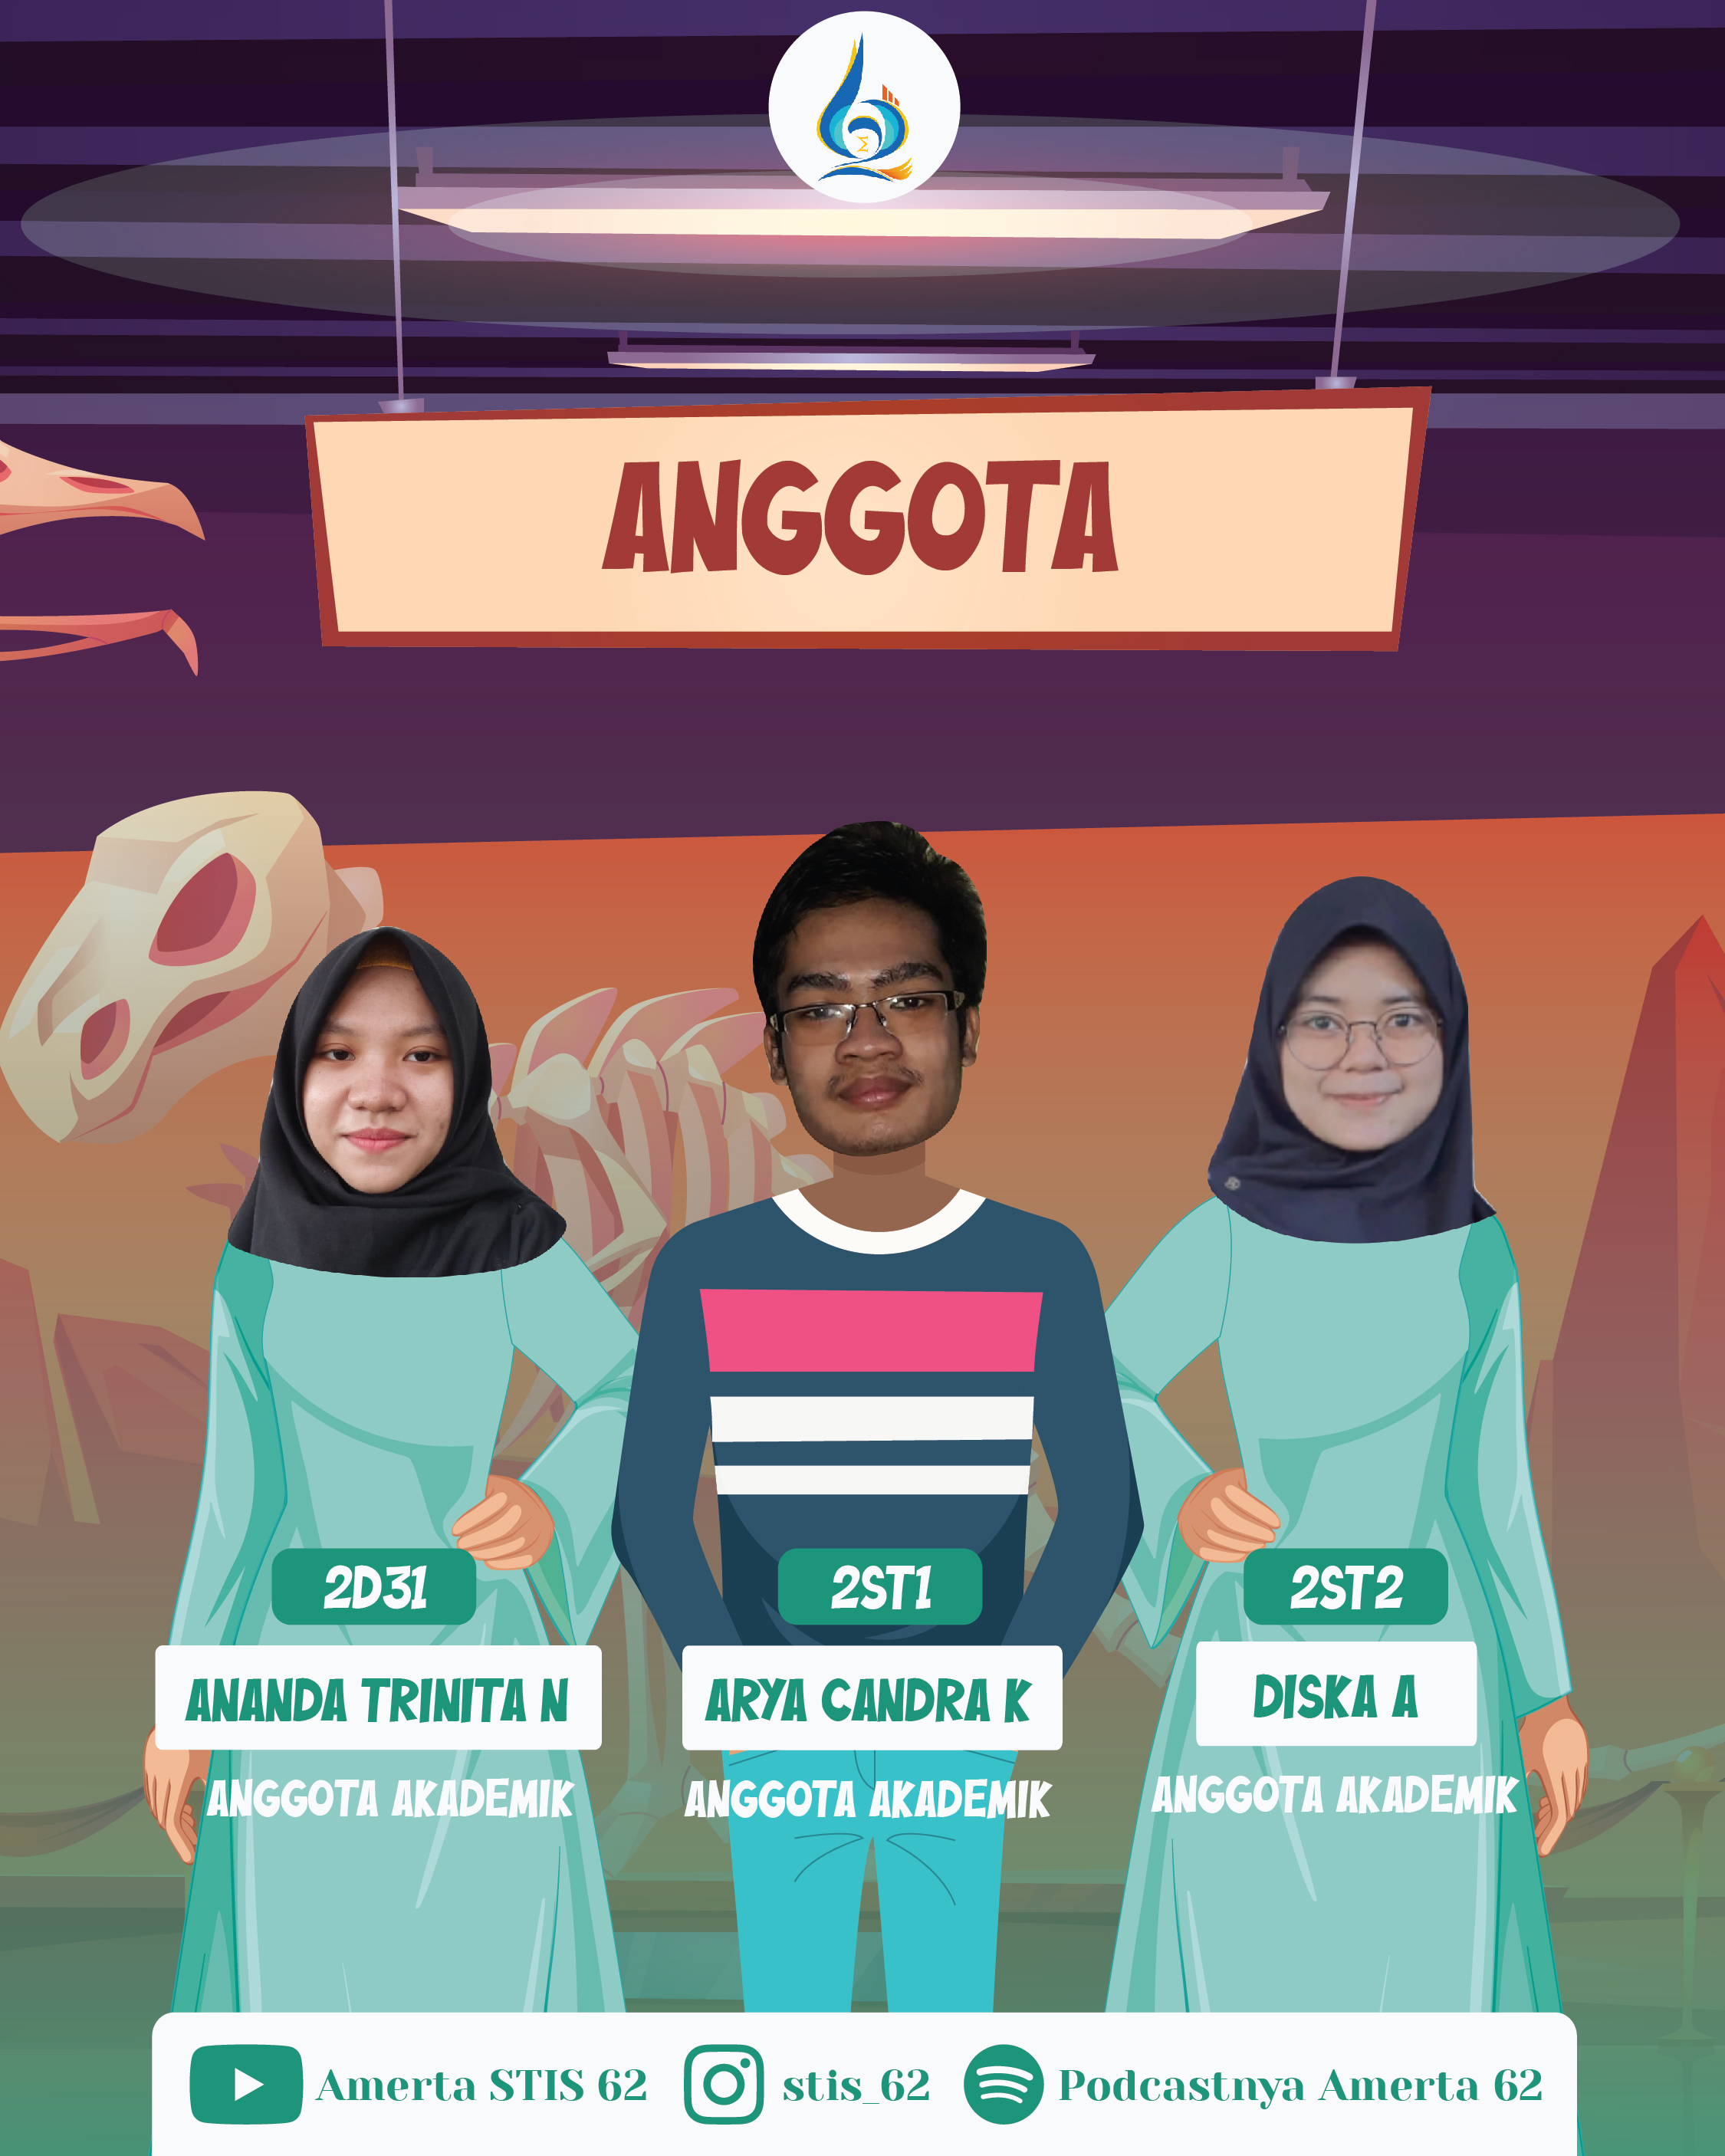 ANGGOTA
2D31
ANANDA TRINITA N
ANGGOTA AKADEMIK
2ST1
ARYA CANDRA K
ANGGOTA AKADEMIK
2ST2
DISKA A
ANGGOTA AKADEMIK
Amerta STIS 62
stis_62
Podcastnya Amerta 62